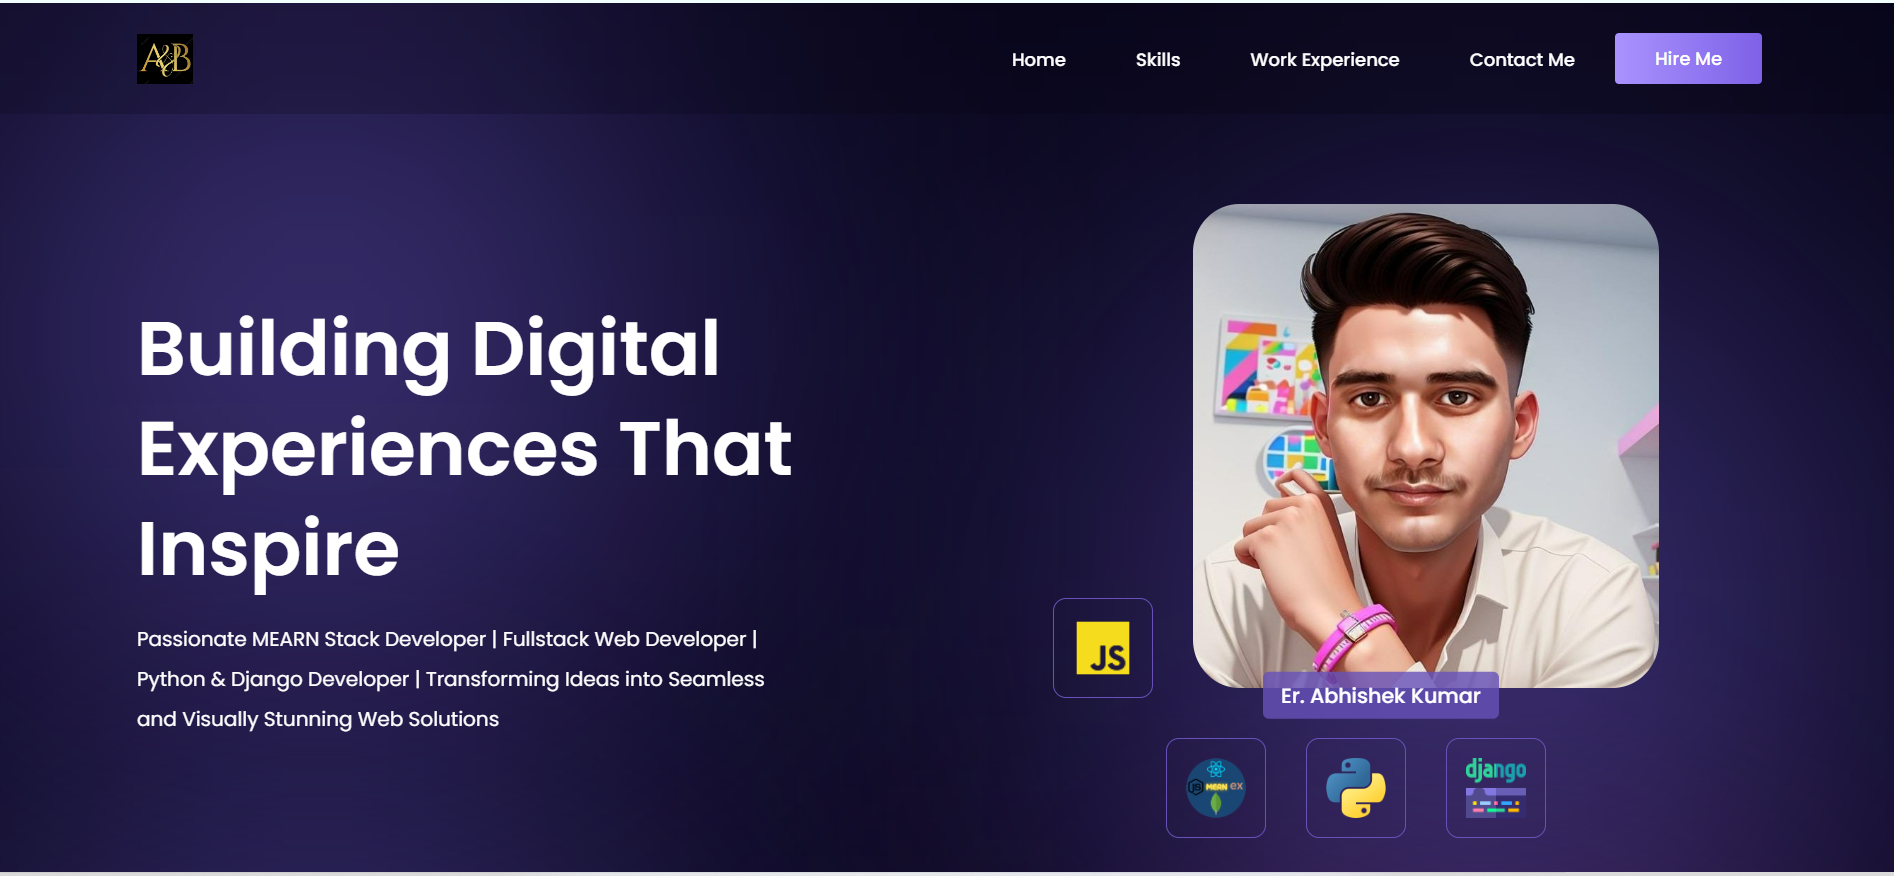 A&B
Home
Skills
Work Experience
Contact Me
Hire Me
Building Digital
Experiences That
Inspire
Passionate MEARN Stack Developer | Fullstack Web Developer |
Python & Django Developer | Transforming Ideas into Seamless
and Visually Stunning Web Solutions
JS
Er. Abhishek Kumar
JS MEAN ex
django